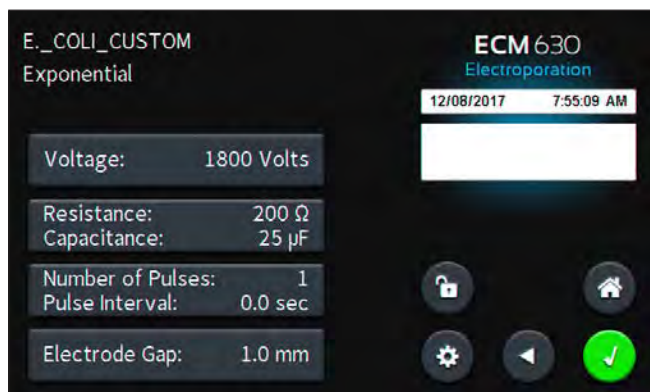 E._COLI_CUSTOM
Exponential
ECM 630
Electroporation
12/08/2017 7:55:09 AM
Voltage: 1800 Volts
Resistance: 200 Ω
Capacitance: 25 µF
Number of Pulses: 1
Pulse Interval: 0.0 sec
Electrode Gap: 1.0 mm